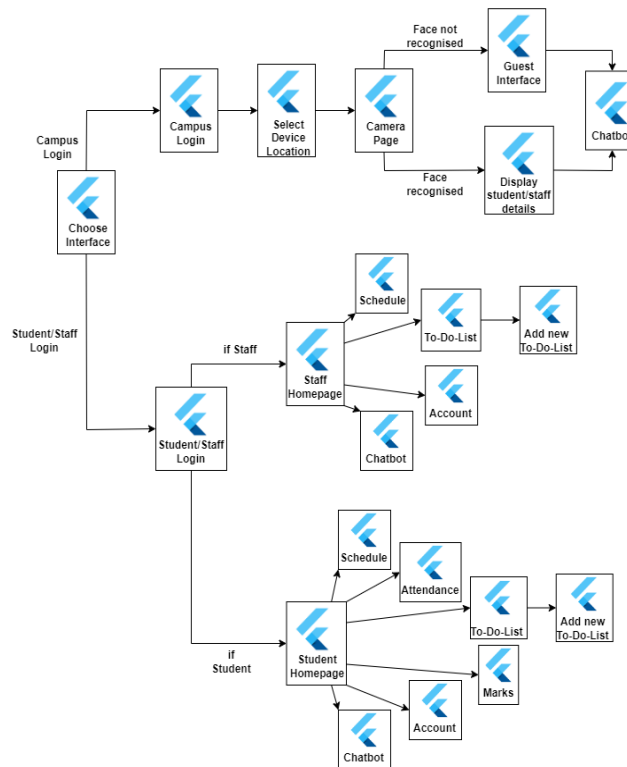 Face not
recognised
Guest
Interface
Campus
Login
Campus
Login
Select
Device
Location
Camera
Page
Chatbot
Face
recognised
Display
student/staff
details
Choose
Interface
Schedule
Student/Staff
Login
if Staff
Staff
Homepage
To-Do-List
Add new
To-Do-List
Account
Student/Staff
Login
Chatbot
Schedule
Attendance
if
Student
Student
Homepage
To-Do-List
Add new
To-Do-List
Marks
Account
Chatbot